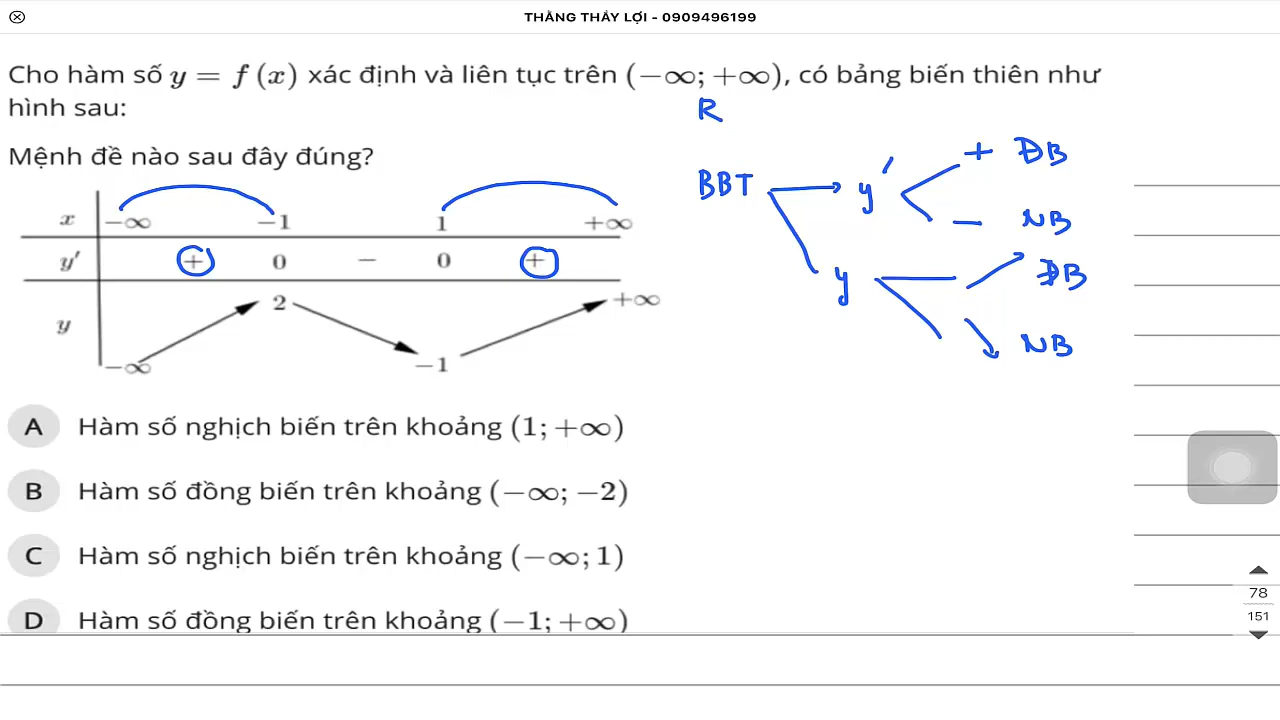 THẦNG THẦY LỢI - 0909496199
Cho hàm số y = f (x) xác định và liên tục trên (−∞; +∞), có bảng biến thiên như
hình sau:
R
Mệnh đề nào sau đây đúng?
BBT y′ + ĐB
− NB
y ĐB
NB
x −∞ −1 1 +∞
y′ + 0 − 0 +
y −∞ 2 −1 +∞
A Hàm số nghịch biến trên khoảng (1; +∞)
B Hàm số đồng biến trên khoảng (−∞; −2)
C Hàm số nghịch biến trên khoảng (−∞; 1)
D Hàm số đồng biến trên khoảng (−1; +∞)
78
151